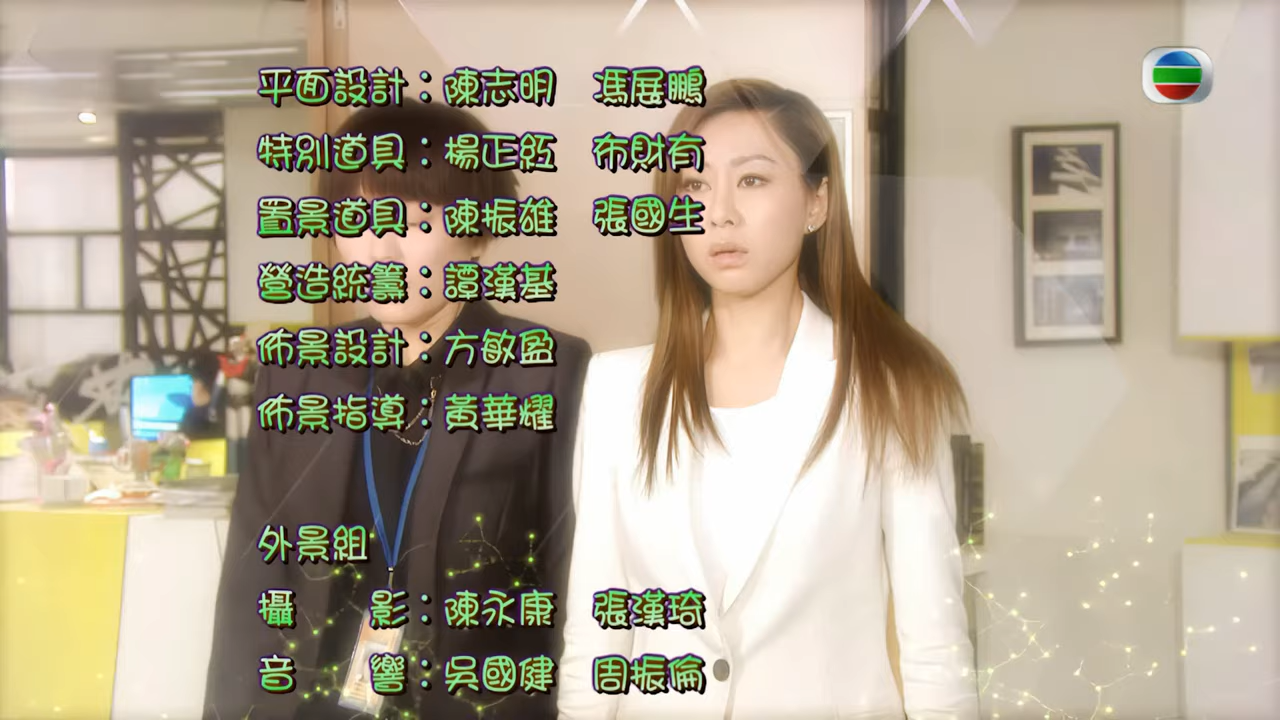 平面設計：陳志明　馮展鵬
特別道具：楊正紅　布財有
置景道具：陳振雄　張國生
營造統籌：譚漢基
佈景設計：方敏盈
佈景指導：黃華耀
外景組
攝　　影：陳永康　張漢琦
音　　響：吳國健　周振倫